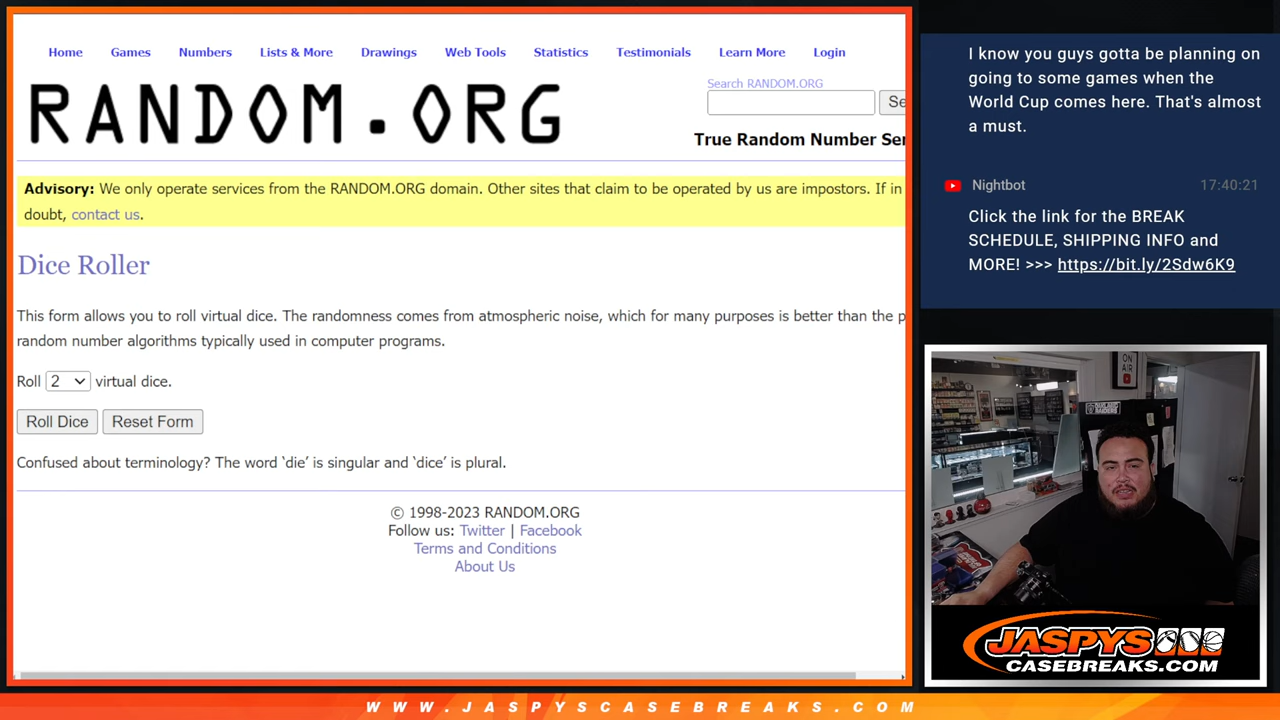 Home Games Numbers Lists & More Drawings Web Tools Statistics Testimonials Learn More Login
RANDOM.ORG
Search RANDOM.ORG
Se
True Random Number Ser
Advisory: We only operate services from the RANDOM.ORG domain. Other sites that claim to be operated by us are impostors. If in
doubt, contact us.
Dice Roller
This form allows you to roll virtual dice. The randomness comes from atmospheric noise, which for many purposes is better than the p
random number algorithms typically used in computer programs.
Roll 2 virtual dice.
Roll Dice Reset Form
Confused about terminology? The word ‘die’ is singular and ‘dice’ is plural.
© 1998-2023 RANDOM.ORG
Follow us: Twitter | Facebook
Terms and Conditions
About Us
I know you guys gotta be planning on
going to some games when the
World Cup comes here. That's almost
a must.
Nightbot 17:40:21
Click the link for the BREAK
SCHEDULE, SHIPPING INFO and
MORE! >>> https://bit.ly/2Sdw6K9
ON
AIR
JASPYS
CASEBREAKS.COM
WWW.JASPYSCASEBREAKS.COM